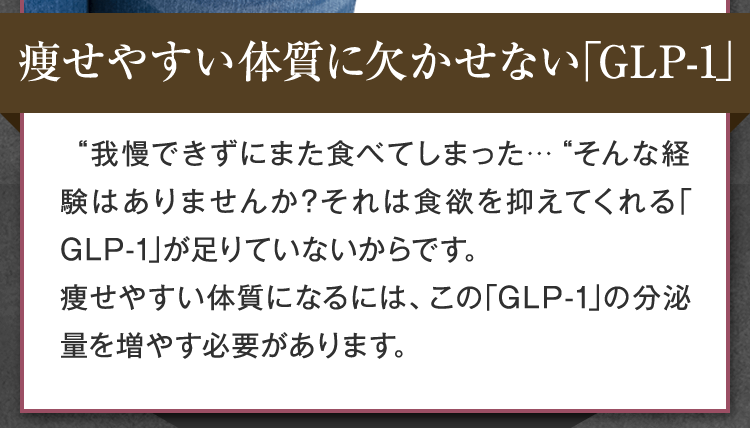 痩せやすい体質に欠かせない「GLP-1」
“我慢できずにまた食べてしまった…“そんな経
験はありませんか？それは食欲を抑えてくれる「
GLP-1」が足りていないからです。
痩せやすい体質になるには、この「GLP-1」の分泌
量を増やす必要があります。